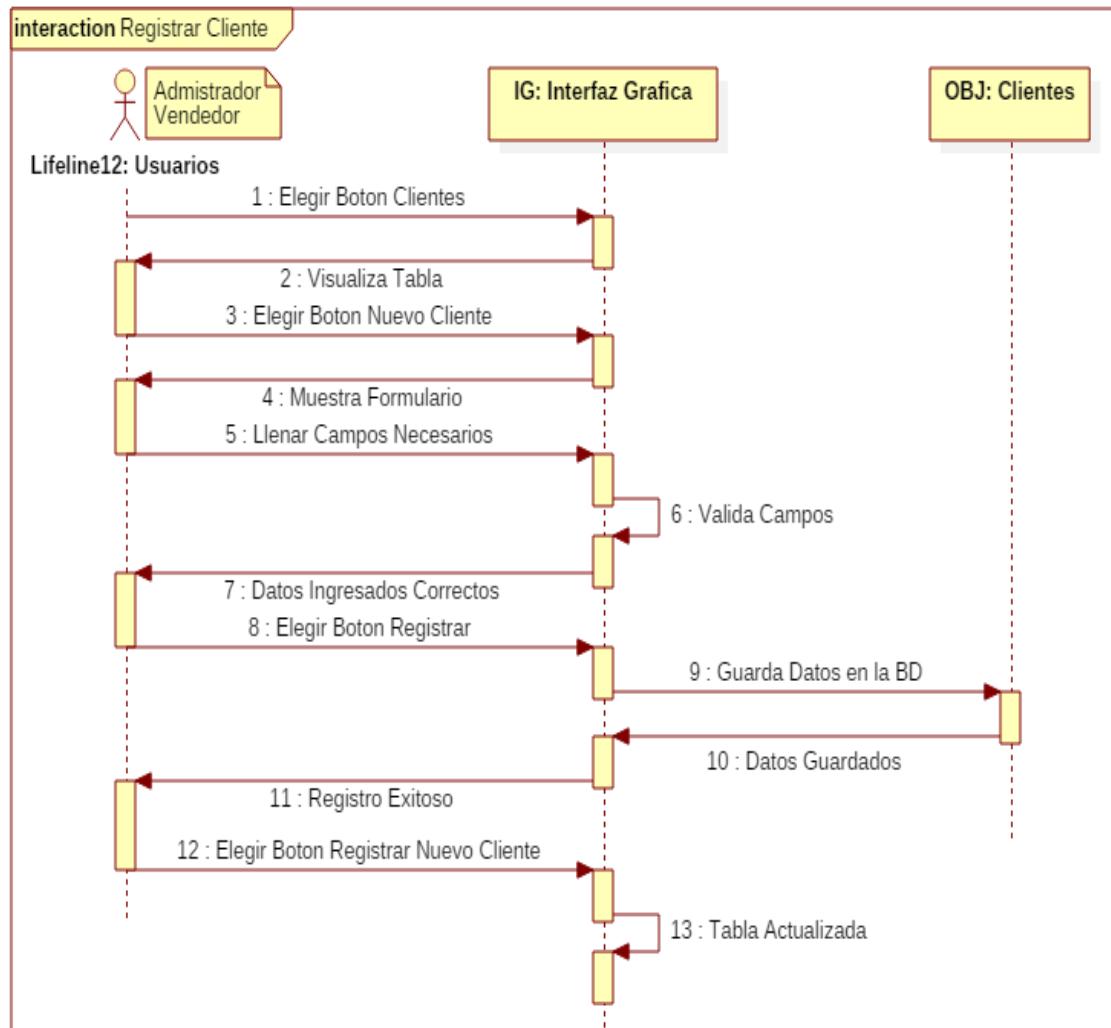 interaction Registrar Cliente
Admistrador
Vendedor
IG: Interfaz Grafica
OBJ: Clientes
Lifeline12: Usuarios
1 : Elegir Boton Clientes
2 : Visualiza Tabla
3 : Elegir Boton Nuevo Cliente
4 : Muestra Formulario
5 : Llenar Campos Necesarios
6 : Valida Campos
7 : Datos Ingresados Correctos
8 : Elegir Boton Registrar
9 : Guarda Datos en la BD
10 : Datos Guardados
11 : Registro Exitoso
12 : Elegir Boton Registrar Nuevo Cliente
13 : Tabla Actualizada